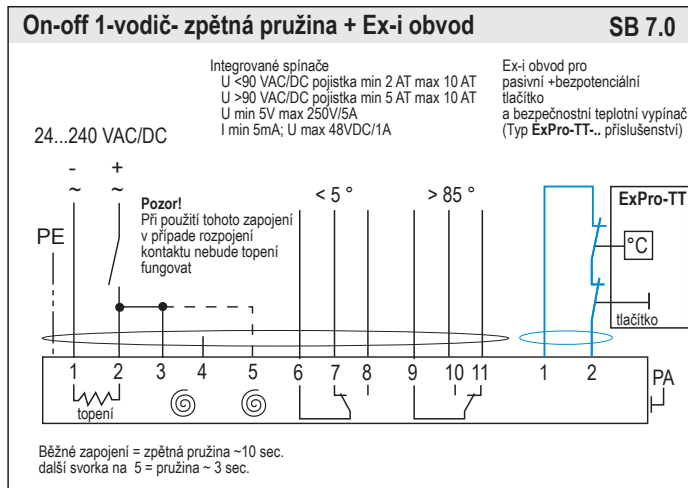 On-off 1-vodič- zpětná pružina + Ex-i obvod SB 7.0
Integrované spínače
U <90 VAC/DC pojistka min 2 AT max 10 AT
U >90 VAC/DC pojistka min 5 AT max 10 AT
U min 5V max 250V/5A
I min 5mA; U max 48VDC/1A
Ex-i obvod pro
pasivní +bezpotenciální
tlačítko
a bezpečnostní teplotní vypínač
(Typ ExPro-TT-.. příslušenství)
24...240 VAC/DC
- +
~ ~
Pozor!
Při použití tohoto zapojení
v případe rozpojení
kontaktu nebude topení
fungovat
< 5 °
> 85 °
ExPro-TT
°C
tlačítko
PE
1 2 3 4 5 6 7 8 9 10 11 1 2
PA
topení
Běžné zapojení = zpětná pružina ~10 sec.
další svorka na 5 = pružina ~ 3 sec.